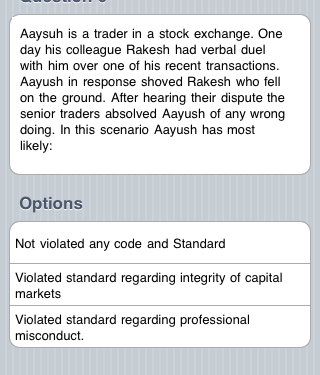 Aaysuh is a trader in a stock exchange. One
day his colleague Rakesh had verbal duel
with him over one of his recent transactions.
Aayush in response shoved Rakesh who fell
on the ground. After hearing their dispute the
senior traders absolved Aayush of any wrong
doing. In this scenario Aayush has most
likely:
Options
Not violated any code and Standard
Violated standard regarding integrity of capital
markets
Violated standard regarding professional
misconduct.